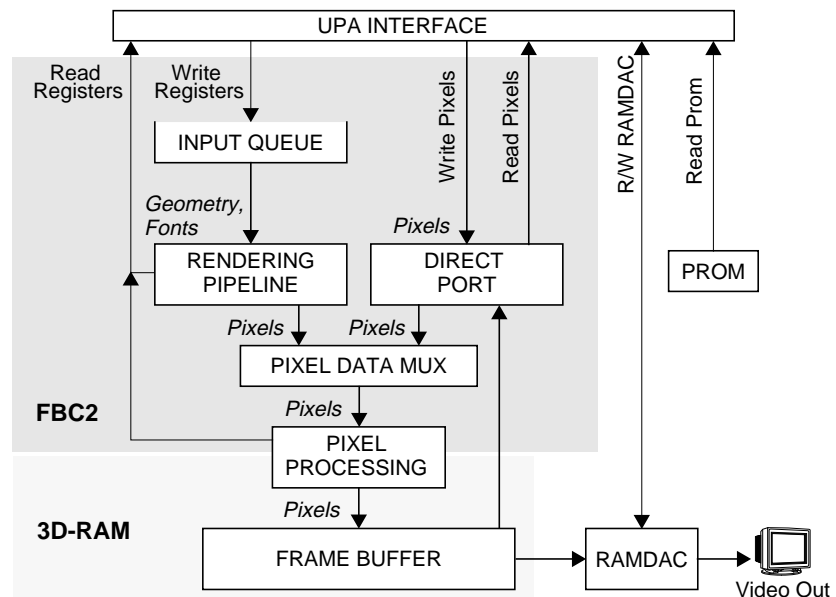 UPA INTERFACE
Read
Registers
Write
Registers
Write Pixels
Read Pixels
R/W RAMDAC
Read Prom
INPUT QUEUE
Geometry,
Fonts
Pixels
RENDERING
PIPELINE
DIRECT
PORT
PROM
Pixels
Pixels
PIXEL DATA MUX
FBC2
Pixels
PIXEL
PROCESSING
3D-RAM
Pixels
FRAME BUFFER
RAMDAC
Video Out